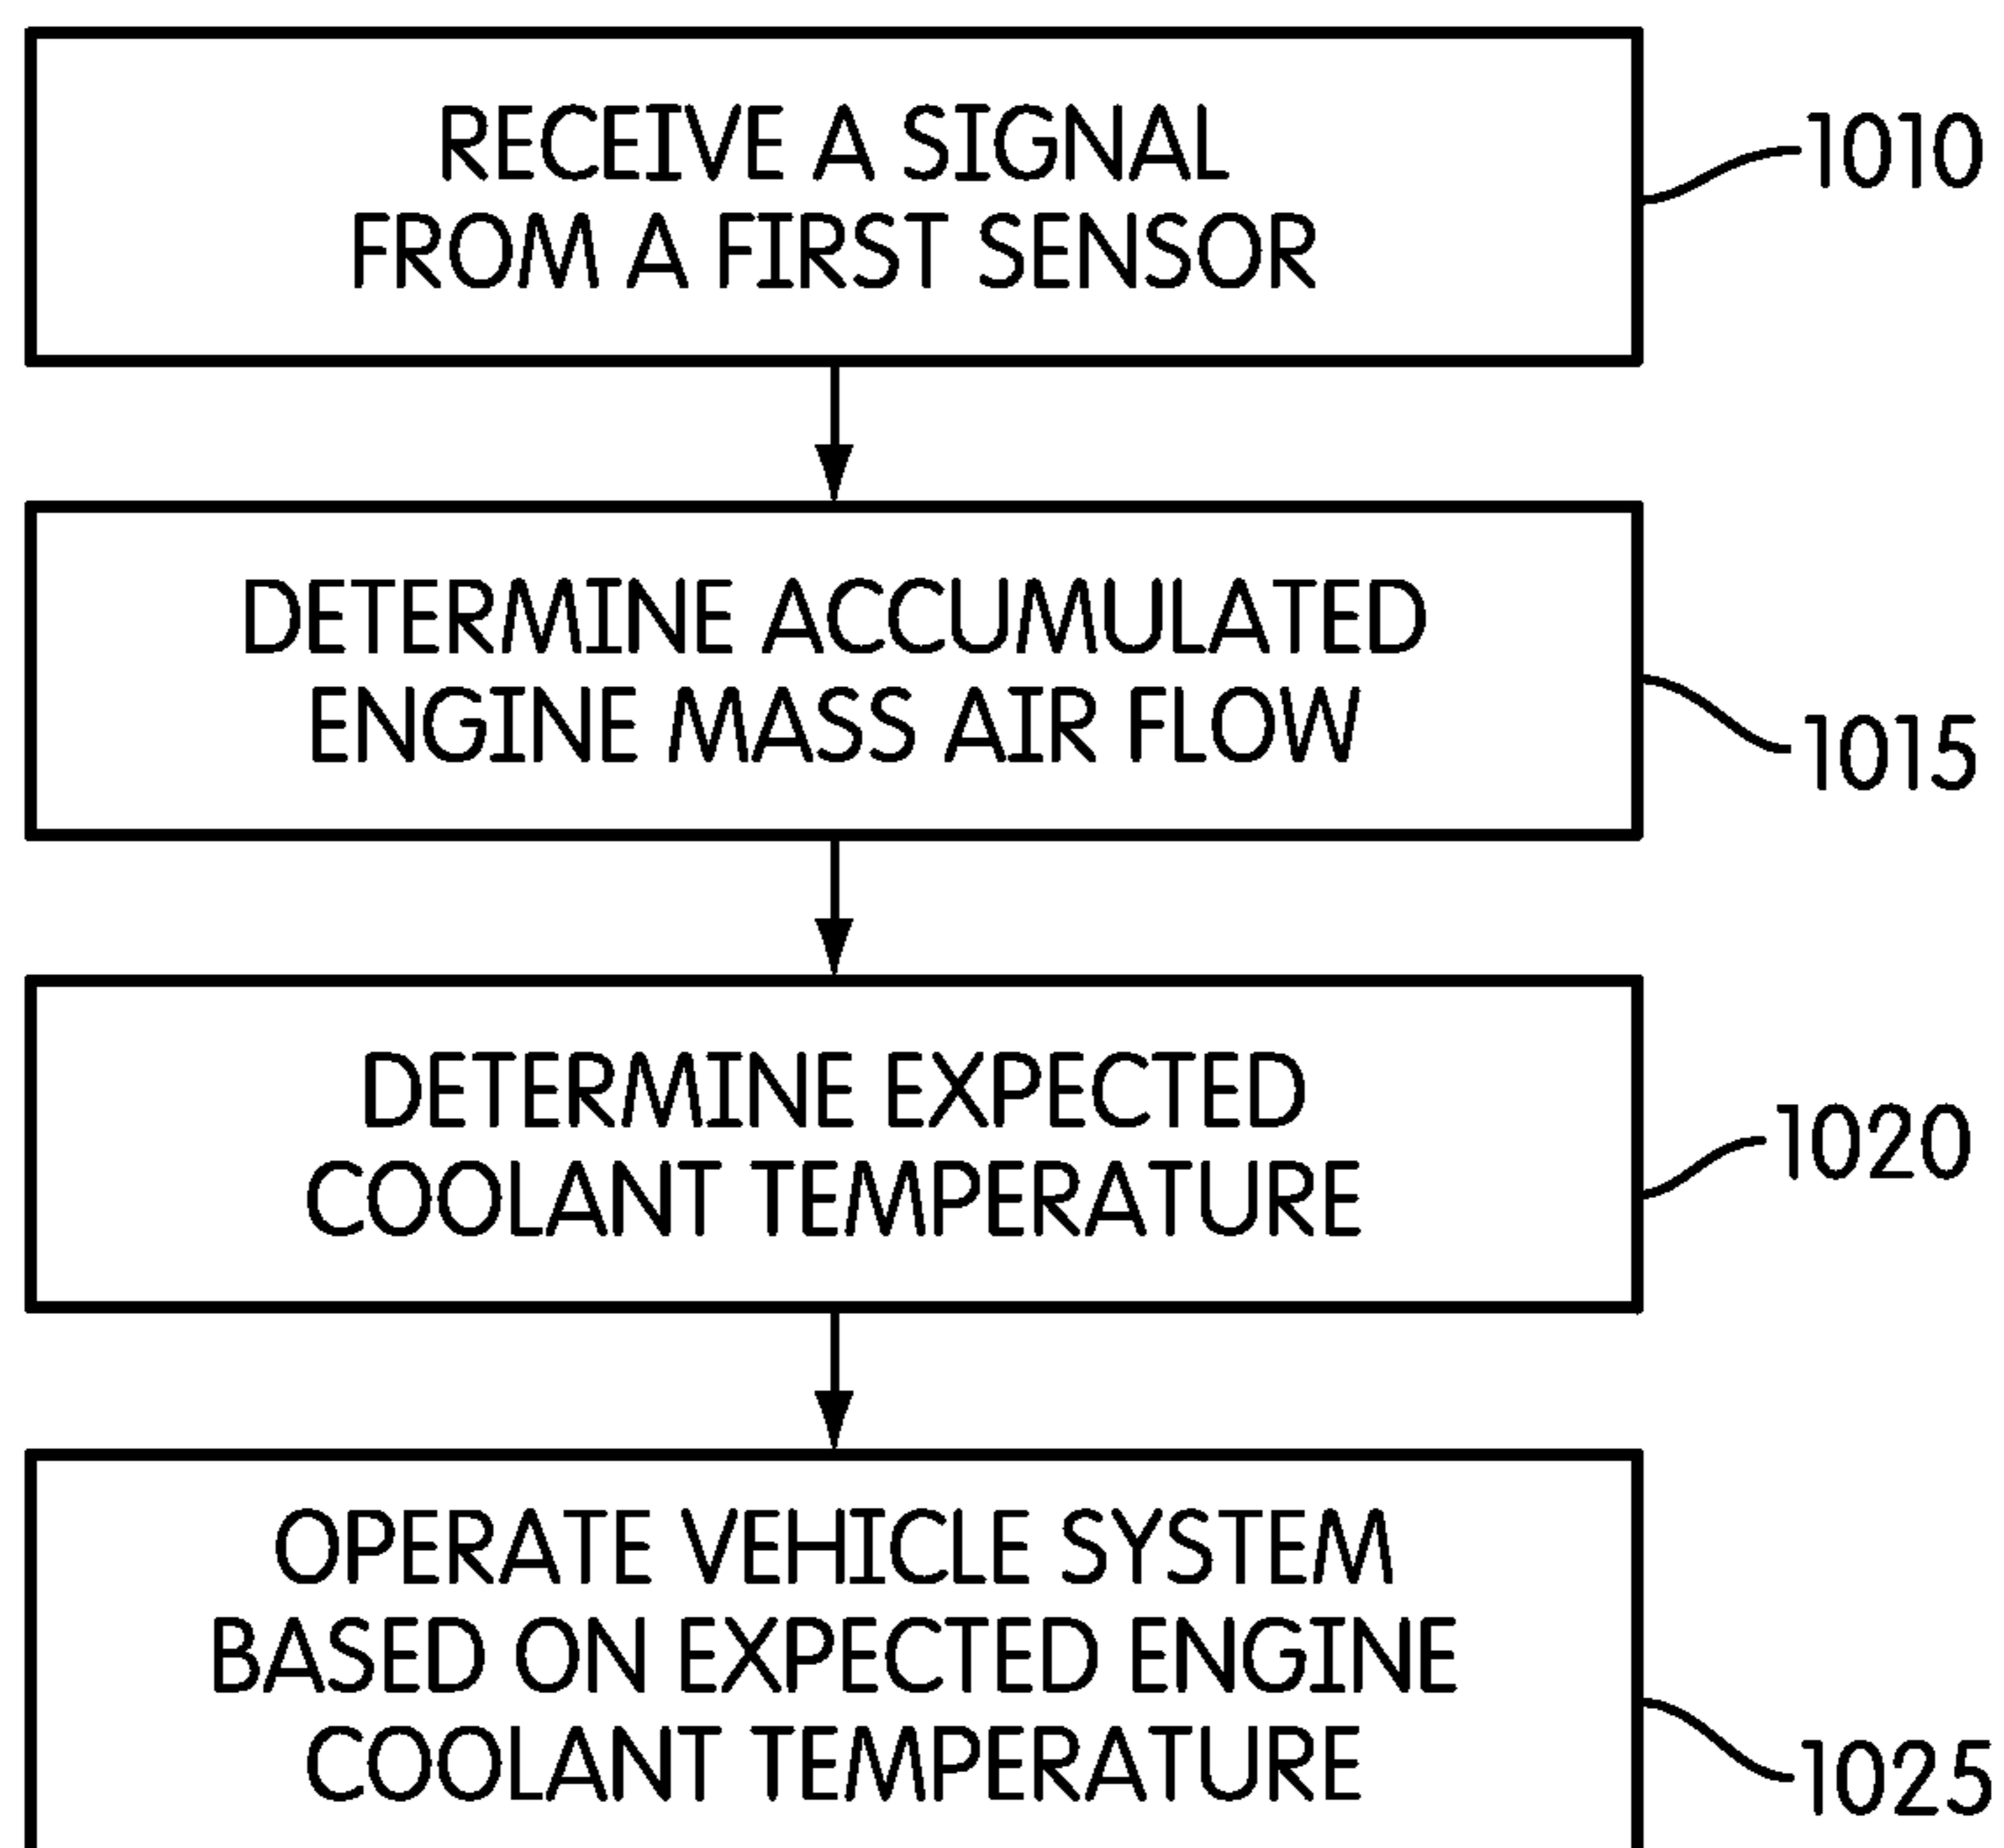 RECEIVE A SIGNAL
FROM A FIRST SENSOR
1010
DETERMINE ACCUMULATED
ENGINE MASS AIR FLOW
1015
DETERMINE EXPECTED
COOLANT TEMPERATURE
1020
OPERATE VEHICLE SYSTEM
BASED ON EXPECTED ENGINE
COOLANT TEMPERATURE
1025